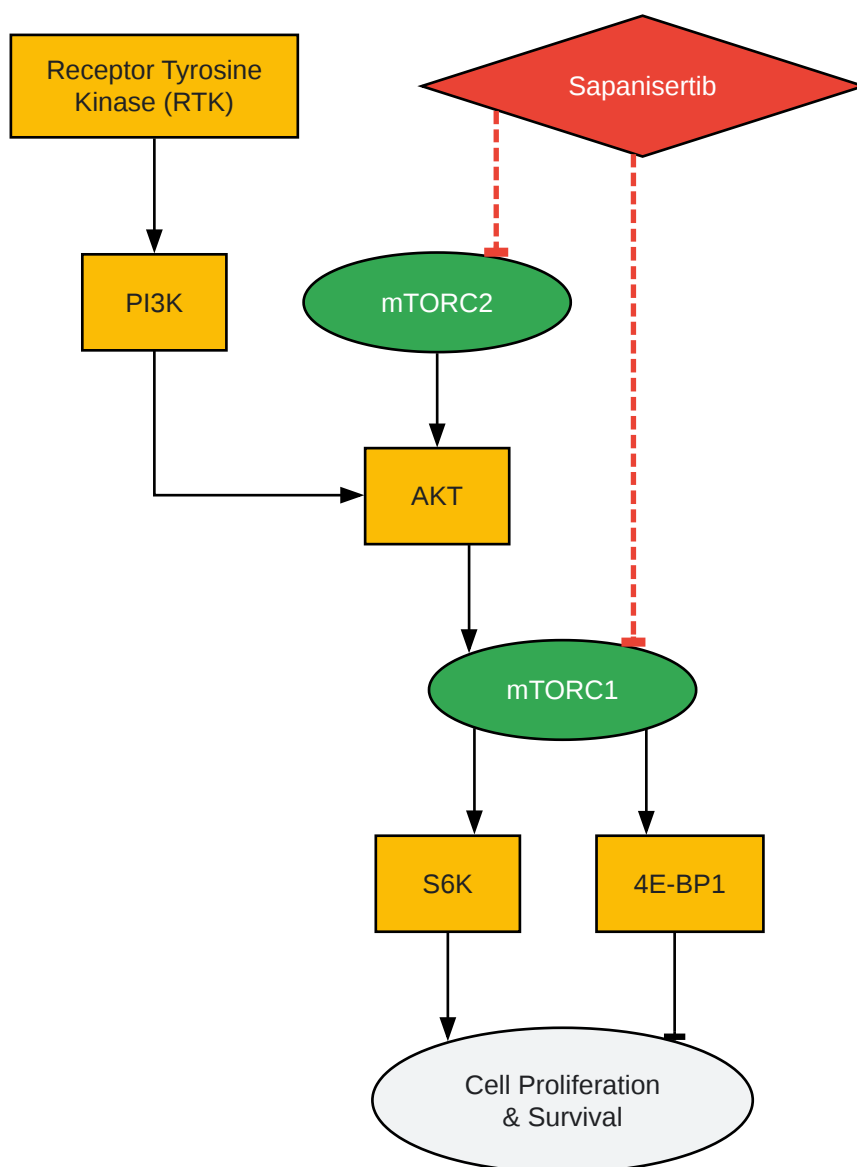 Receptor Tyrosine
Kinase (RTK)
Sapanisertib
PI3K
mTORC2
AKT
mTORC1
S6K
4E-BP1
Cell Proliferation
& Survival